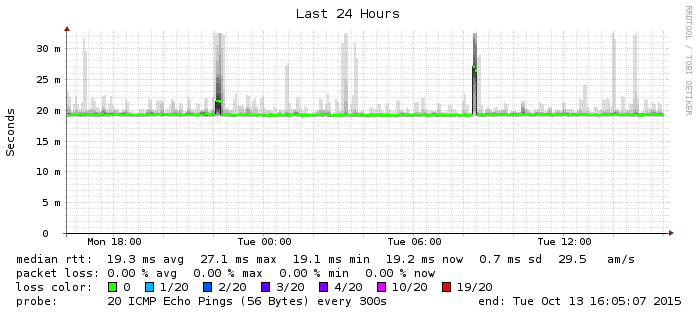 Last 24 Hours
RRDTOOL / TOBI OETIKER
Seconds
30 m
25 m
20 m
15 m
10 m
5 m
0
Mon 18:00 Tue 00:00 Tue 06:00 Tue 12:00
median rtt: 19.3 ms avg 27.1 ms max 19.1 ms min 19.2 ms now 0.7 ms sd 29.5 am/s
packet loss: 0.00 % avg 0.00 % max 0.00 % min 0.00 % now
loss color: 0 1/20 2/20 3/20 4/20 10/20 19/20
probe: 20 ICMP Echo Pings (56 Bytes) every 300s end: Tue Oct 13 16:05:07 2015